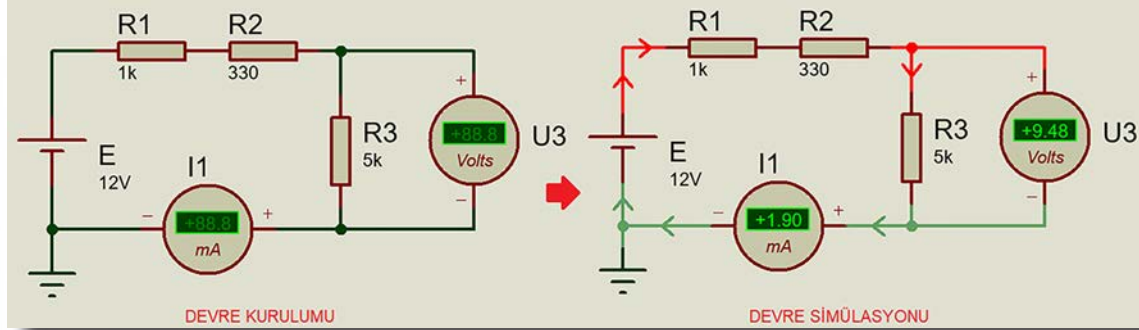 R1
1k
R2
330
R3
5k
E
12V
I1
+88.8
mA
+88.8
Volts
U3
+
−
−
+
DEVRE KURULUMU
R1
1k
R2
330
R3
5k
E
12V
I1
+1.90
mA
+9.48
Volts
U3
+
−
−
+
DEVRE SİMÜLASYONU